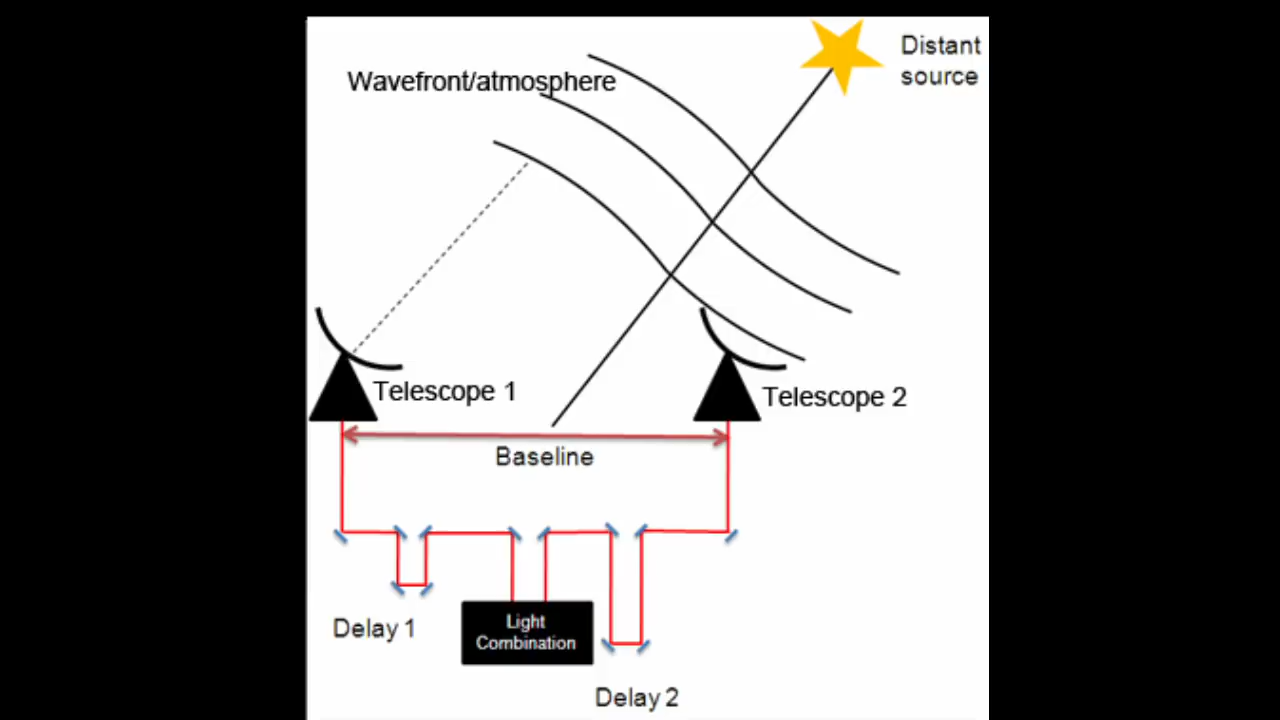 Distant
source
Wavefront/atmosphere
Telescope 1
Telescope 2
Baseline
Delay 1
Light
Combination
Delay 2